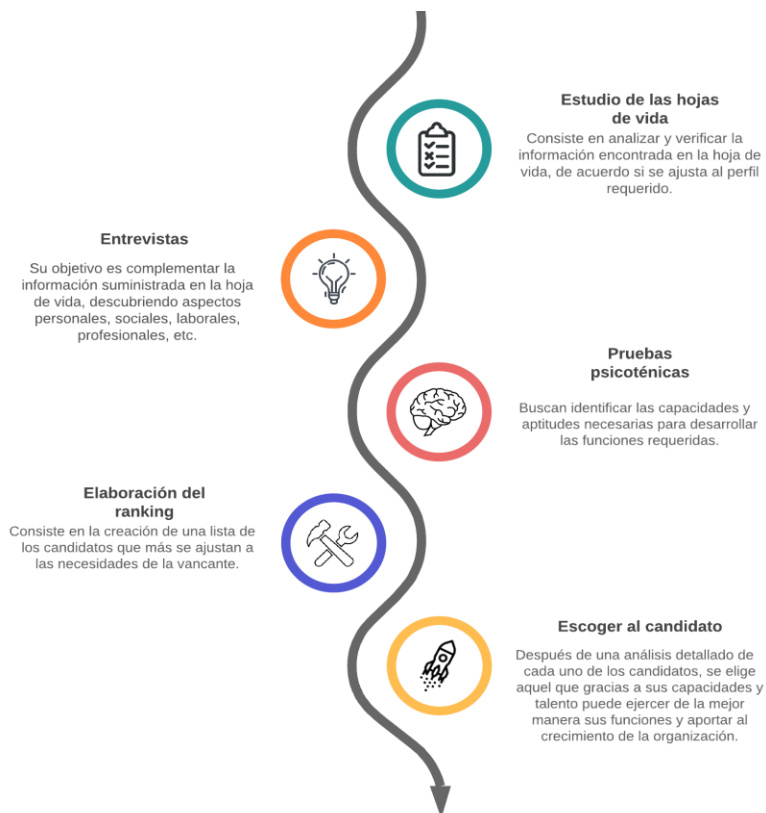 Estudio de las hojas
de vida
Consiste en analizar y verificar la
información encontrada en la hoja de
vida, de acuerdo si se ajusta al perfil
requerido.
Entrevistas
Su objetivo es complementar la
información suministrada en la hoja
de vida, descubriendo aspectos
personales, sociales, laborales,
profesionales, etc.
Pruebas
psicoténicas
Buscan identificar las capacidades y
aptitudes necesarias para desarrollar
las funciones requeridas.
Elaboración del
ranking
Consiste en la creación de una lista de
los candidatos que más se ajustan a
las necesidades de la vancante.
Escoger al candidato
Después de una análisis detallado de
cada uno de los candidatos, se elige
aquel que gracias a sus capacidades y
talento puede ejercer de la mejor
manera sus funciones y aportar al
crecimiento de la organización.